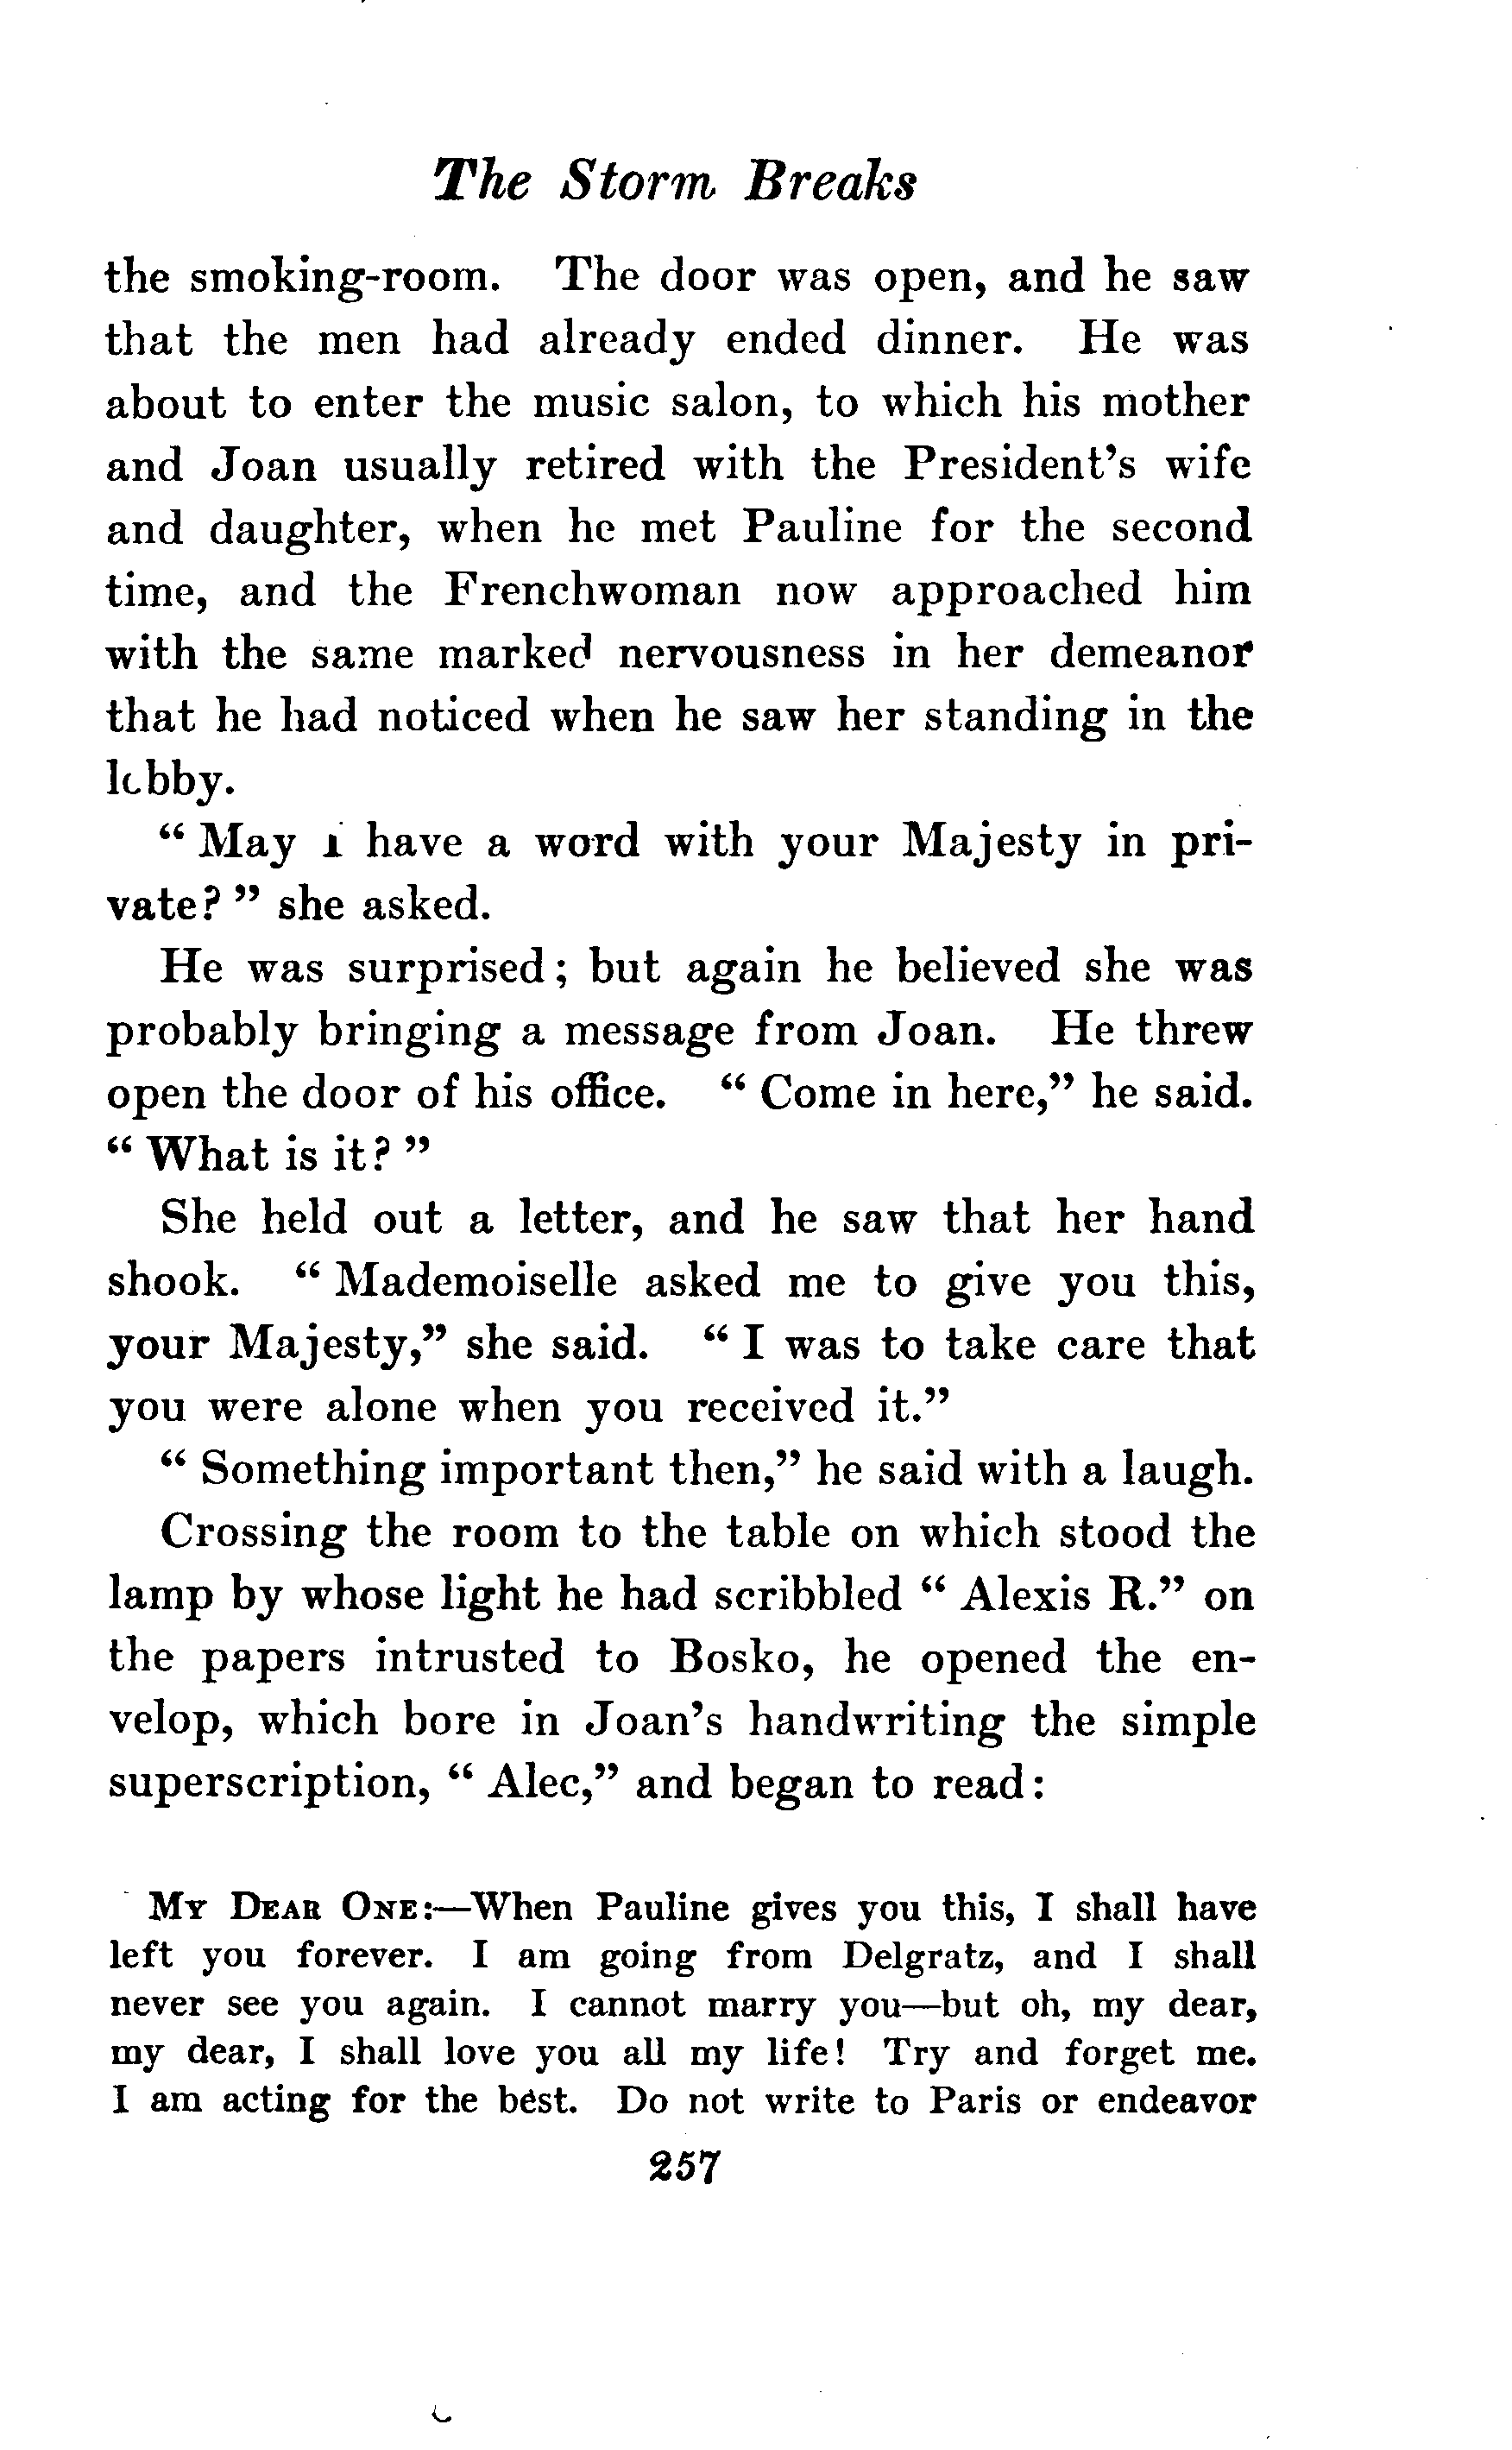 The Storm Breaks
the smoking-room. The door was open, and he saw
that the men had already ended dinner. He was
about to enter the music salon, to which his mother
and Joan usually retired with the President's wife
and daughter, when he met Pauline for the second
time, and the Frenchwoman now approached him
with the same marked nervousness in her demeanor
that he had noticed when he saw her standing in the
lobby.
“ May I have a word with your Majesty in pri-
vate? ” she asked.
He was surprised; but again he believed she was
probably bringing a message from Joan. He threw
open the door of his office. “ Come in here,” he said.
“ What is it? ”
She held out a letter, and he saw that her hand
shook. “ Mademoiselle asked me to give you this,
your Majesty,” she said. “ I was to take care that
you were alone when you received it.”
“ Something important then,” he said with a laugh.
Crossing the room to the table on which stood the
lamp by whose light he had scribbled “ Alexis R.” on
the papers intrusted to Bosko, he opened the en-
velop, which bore in Joan's handwriting the simple
superscription, “ Alec,” and began to read:
MY DEAR ONE:—When Pauline gives you this, I shall have
left you forever. I am going from Delgratz, and I shall
never see you again. I cannot marry you—but oh, my dear,
my dear, I shall love you all my life! Try and forget me.
I am acting for the best. Do not write to Paris or endeavor
257